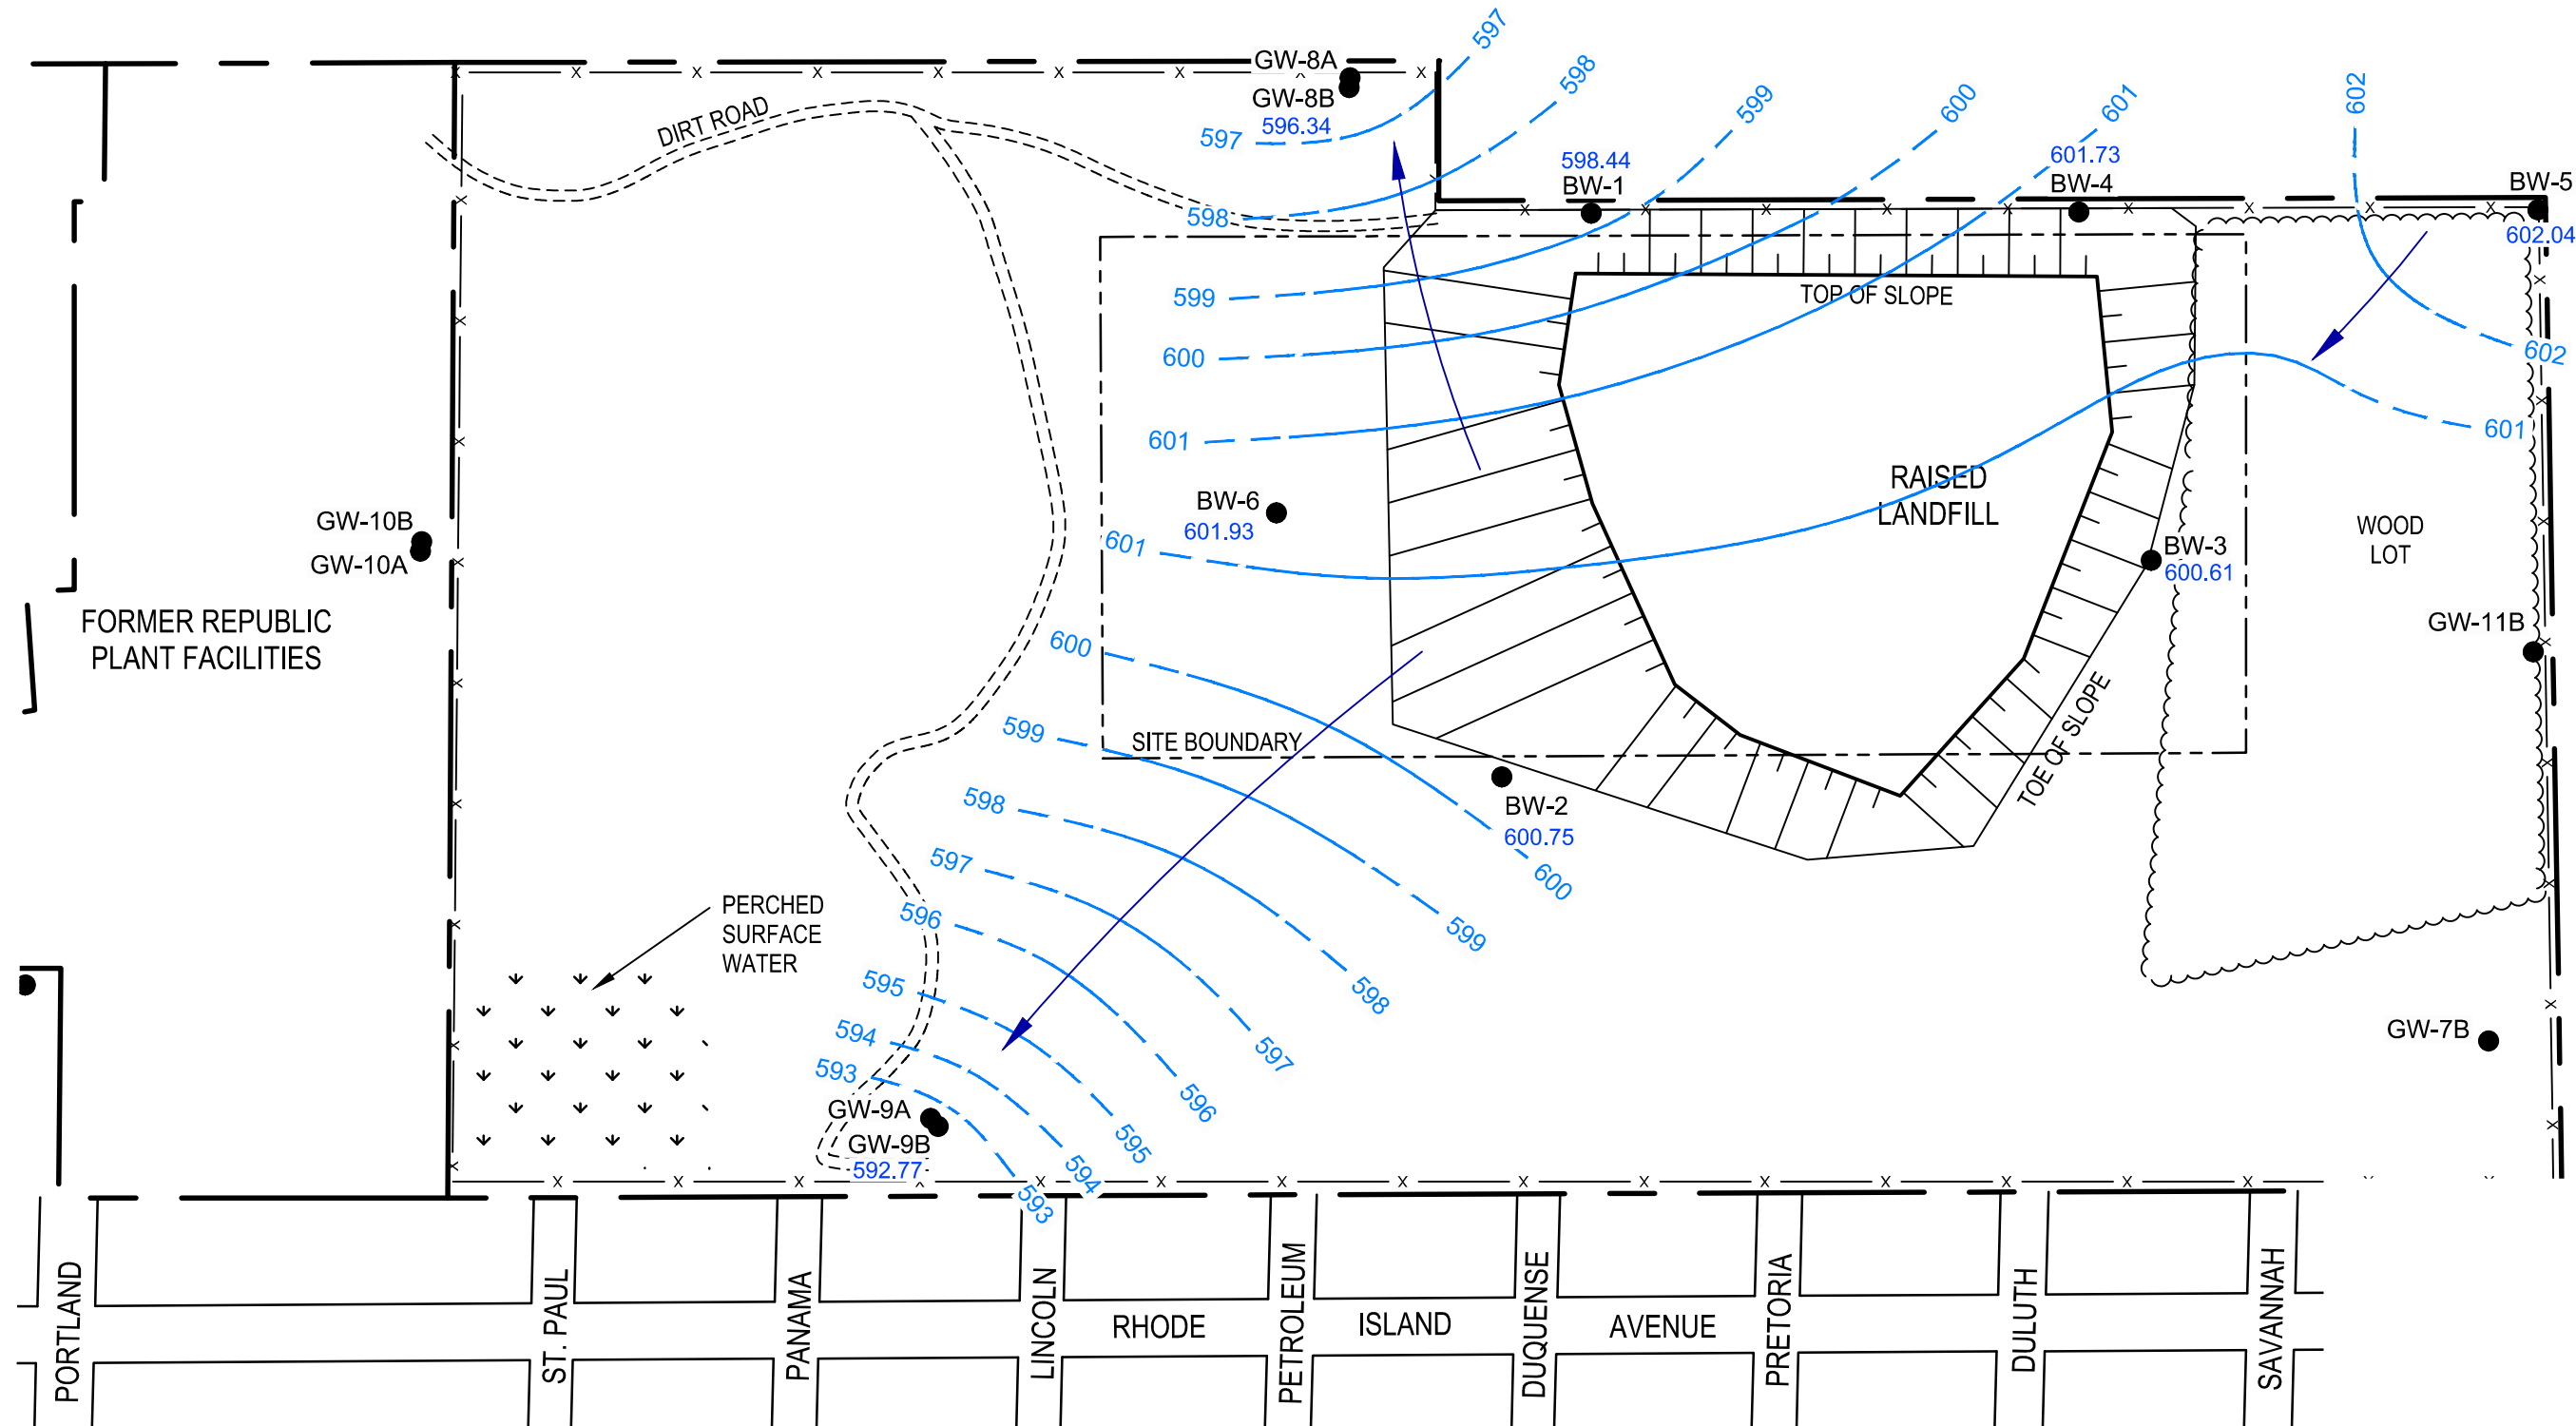 597
GW-8A
598
602
GW-8B
599
600
601
DIRT ROAD
596.34
597
598.44
601.73
BW-1
BW-4
BW-5
598
602.04
599
TOP OF SLOPE
600
602
601
601
RAISED
LANDFILL
BW-6
601.93
GW-10B
GW-10A
601
WOOD
LOT
BW-3
600.61
FORMER REPUBLIC
PLANT FACILITIES
GW-11B
600
599
SITE BOUNDARY
TOE OF SLOPE
598
BW-2
600.75
597
600
PERCHED
SURFACE
WATER
596
599
595
598
594
597
GW-7B
593
596
GW-9A
GW-9B
592.77
595
594
593
PORTLAND
ST. PAUL
PANAMA
LINCOLN
RHODE
PETROLEUM
ISLAND
DUQUENSE
AVENUE
PRETORIA
DULUTH
SAVANNAH